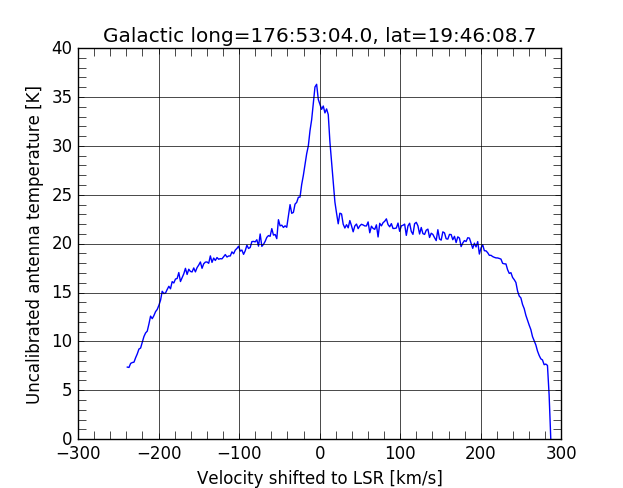 Galactic long=176:53:04.0, lat=19:46:08.7
Uncalibrated antenna temperature [K]
40
35
30
25
20
15
10
5
0
−300 −200 −100 0 100 200 300
Velocity shifted to LSR [km/s]